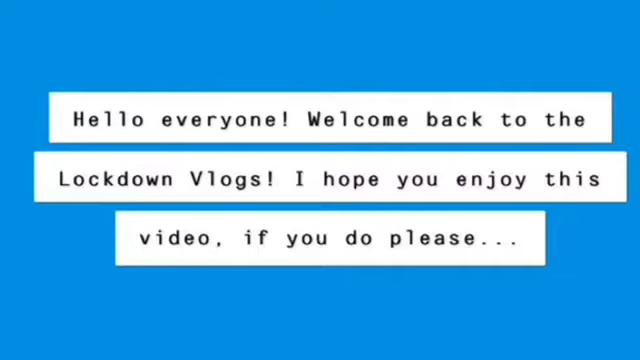 Hello everyone! Welcome back to the
Lockdown Vlogs! I hope you enjoy this
video, if you do please...